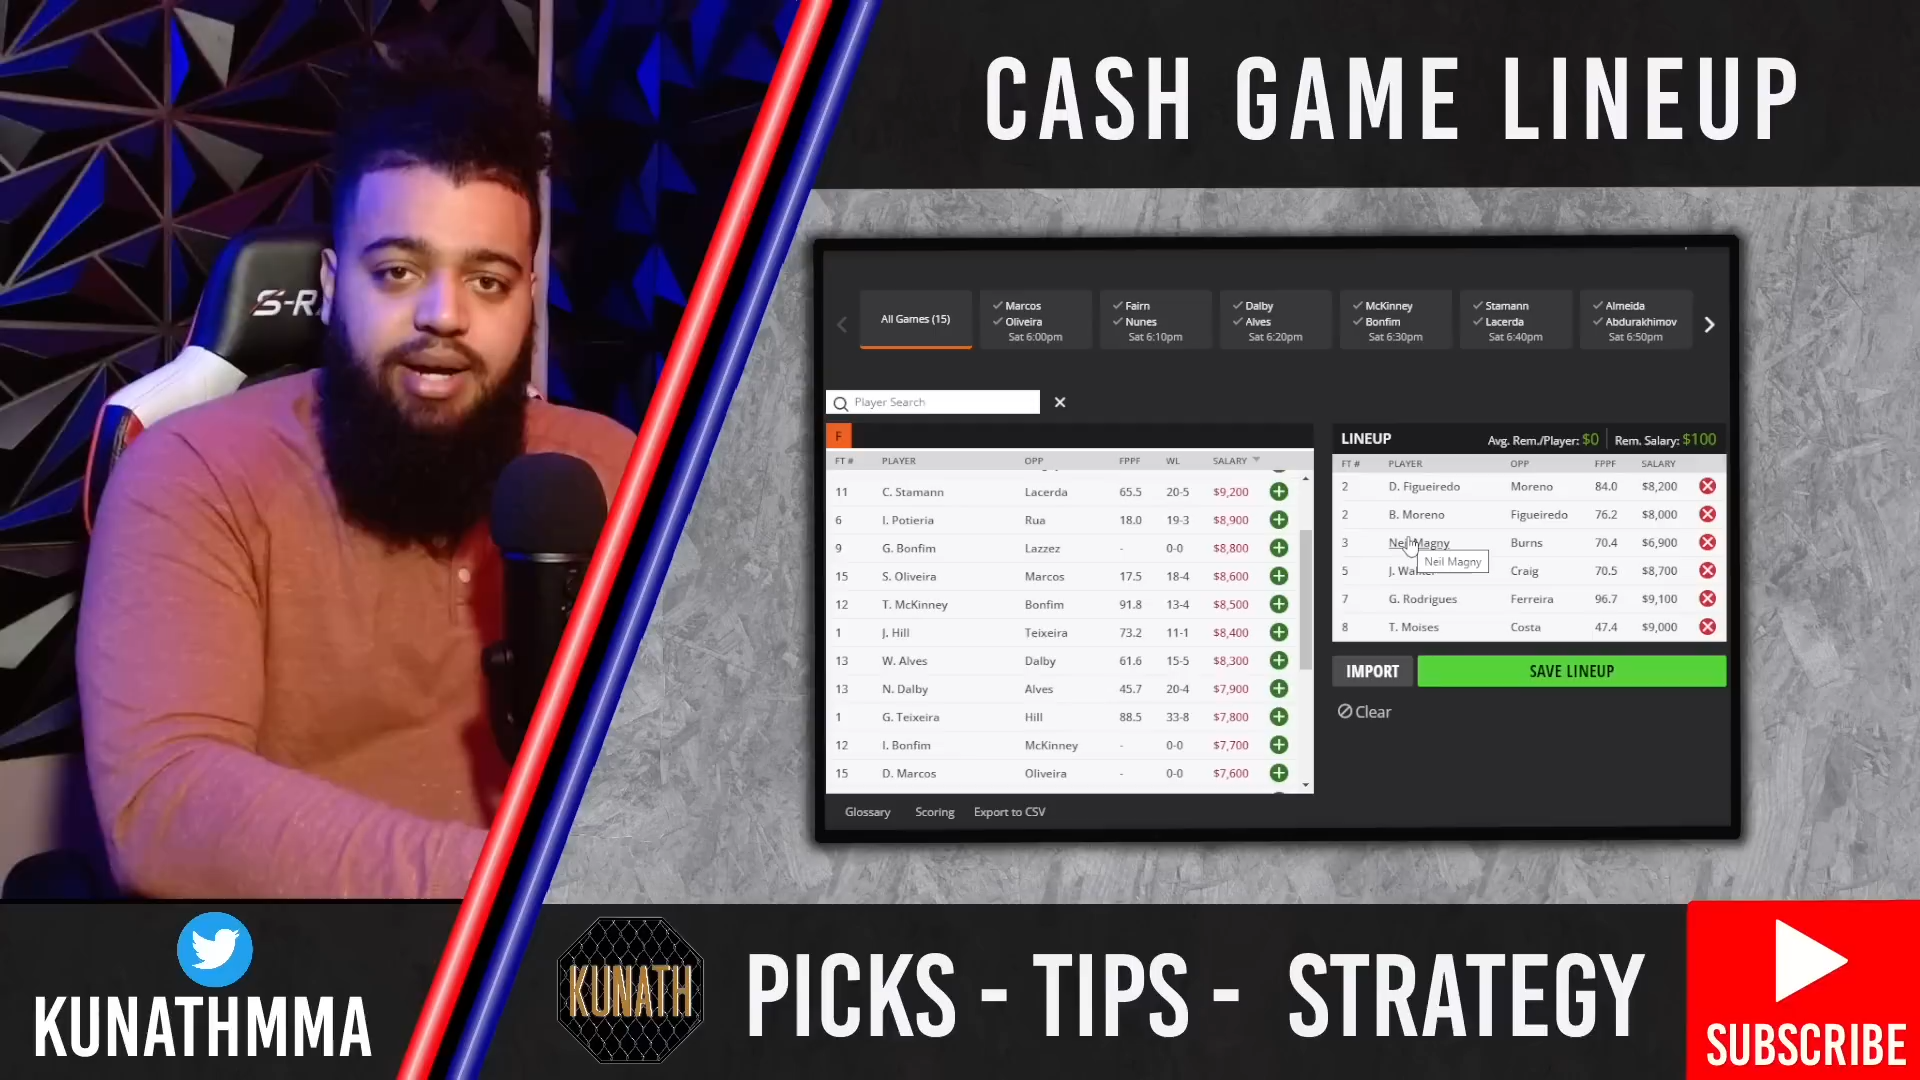 CASH GAME LINEUP
S-R
All Games (15)
Marcos
Oliveira
Sat 6:00pm
Fairn
Nunes
Sat 6:10pm
Dalby
Alves
Sat 6:20pm
McKinney
Bonfim
Sat 6:30pm
Stamann
Lacerda
Sat 6:40pm
Almeida
Abdurakhimov
Sat 6:50pm
Player Search
F
FT # PLAYER OPP FPPF WL SALARY
11 C. Stamann Lacerda 65.5 20-5 $9,200
6 I. Potieria Rua 18.0 19-3 $8,900
9 G. Bonfim Lazzez - 0-0 $8,800
15 S. Oliveira Marcos 17.5 18-4 $8,600
12 T. McKinney Bonfim 91.8 13-4 $8,500
1 J. Hill Teixeira 73.2 11-1 $8,400
13 W. Alves Dalby 61.6 15-5 $8,300
13 N. Dalby Alves 45.7 20-4 $7,900
1 G. Teixeira Hill 88.5 33-8 $7,800
12 I. Bonfim McKinney - 0-0 $7,700
15 D. Marcos Oliveira - 0-0 $7,600
Glossary Scoring Export to CSV
LINEUP Avg. Rem./Player: $0 Rem. Salary: $100
FT # PLAYER OPP FPPF SALARY
2 D. Figueiredo Moreno 84.0 $8,200
2 B. Moreno Figueiredo 76.2 $8,000
3 Neil Magny Burns 70.4 $6,900
Neil Magny
5 J. Craig 70.5 $8,700
7 G. Rodrigues Ferreira 96.7 $9,100
8 T. Moises Costa 47.4 $9,000
IMPORT SAVE LINEUP
Clear
KUNATHMMA
KUNATH
PICKS - TIPS - STRATEGY
SUBSCRIBE